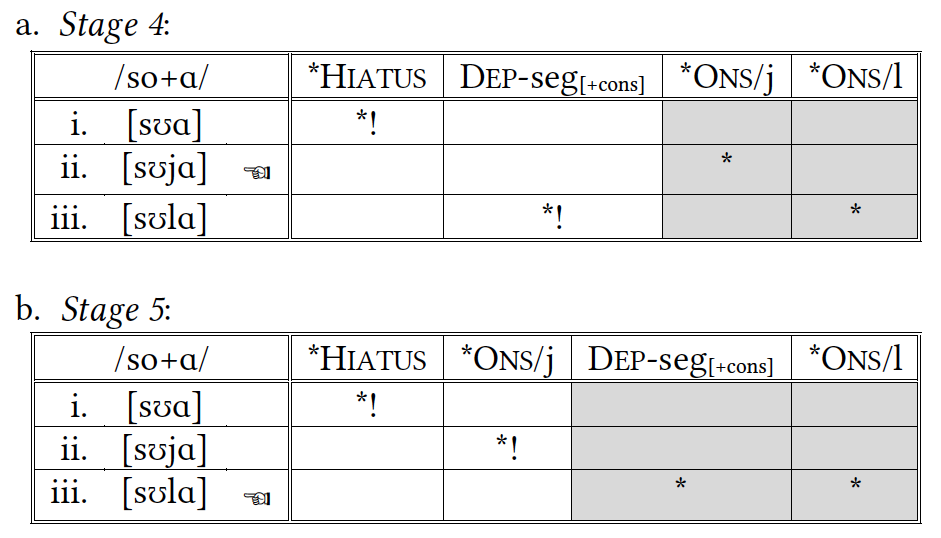 a. Stage 4:
/so+ɑ/ *HIATUS DEP-seg[+cons] *ONS/j *ONS/l
i. [sʊɑ] *!
ii. [sʊjɑ] ☜ *
iii. [sʊlɑ] *! *
b. Stage 5:
/so+ɑ/ *HIATUS *ONS/j DEP-seg[+cons] *ONS/l
i. [sʊɑ] *!
ii. [sʊjɑ] *!
iii. [sʊlɑ] ☜ * *